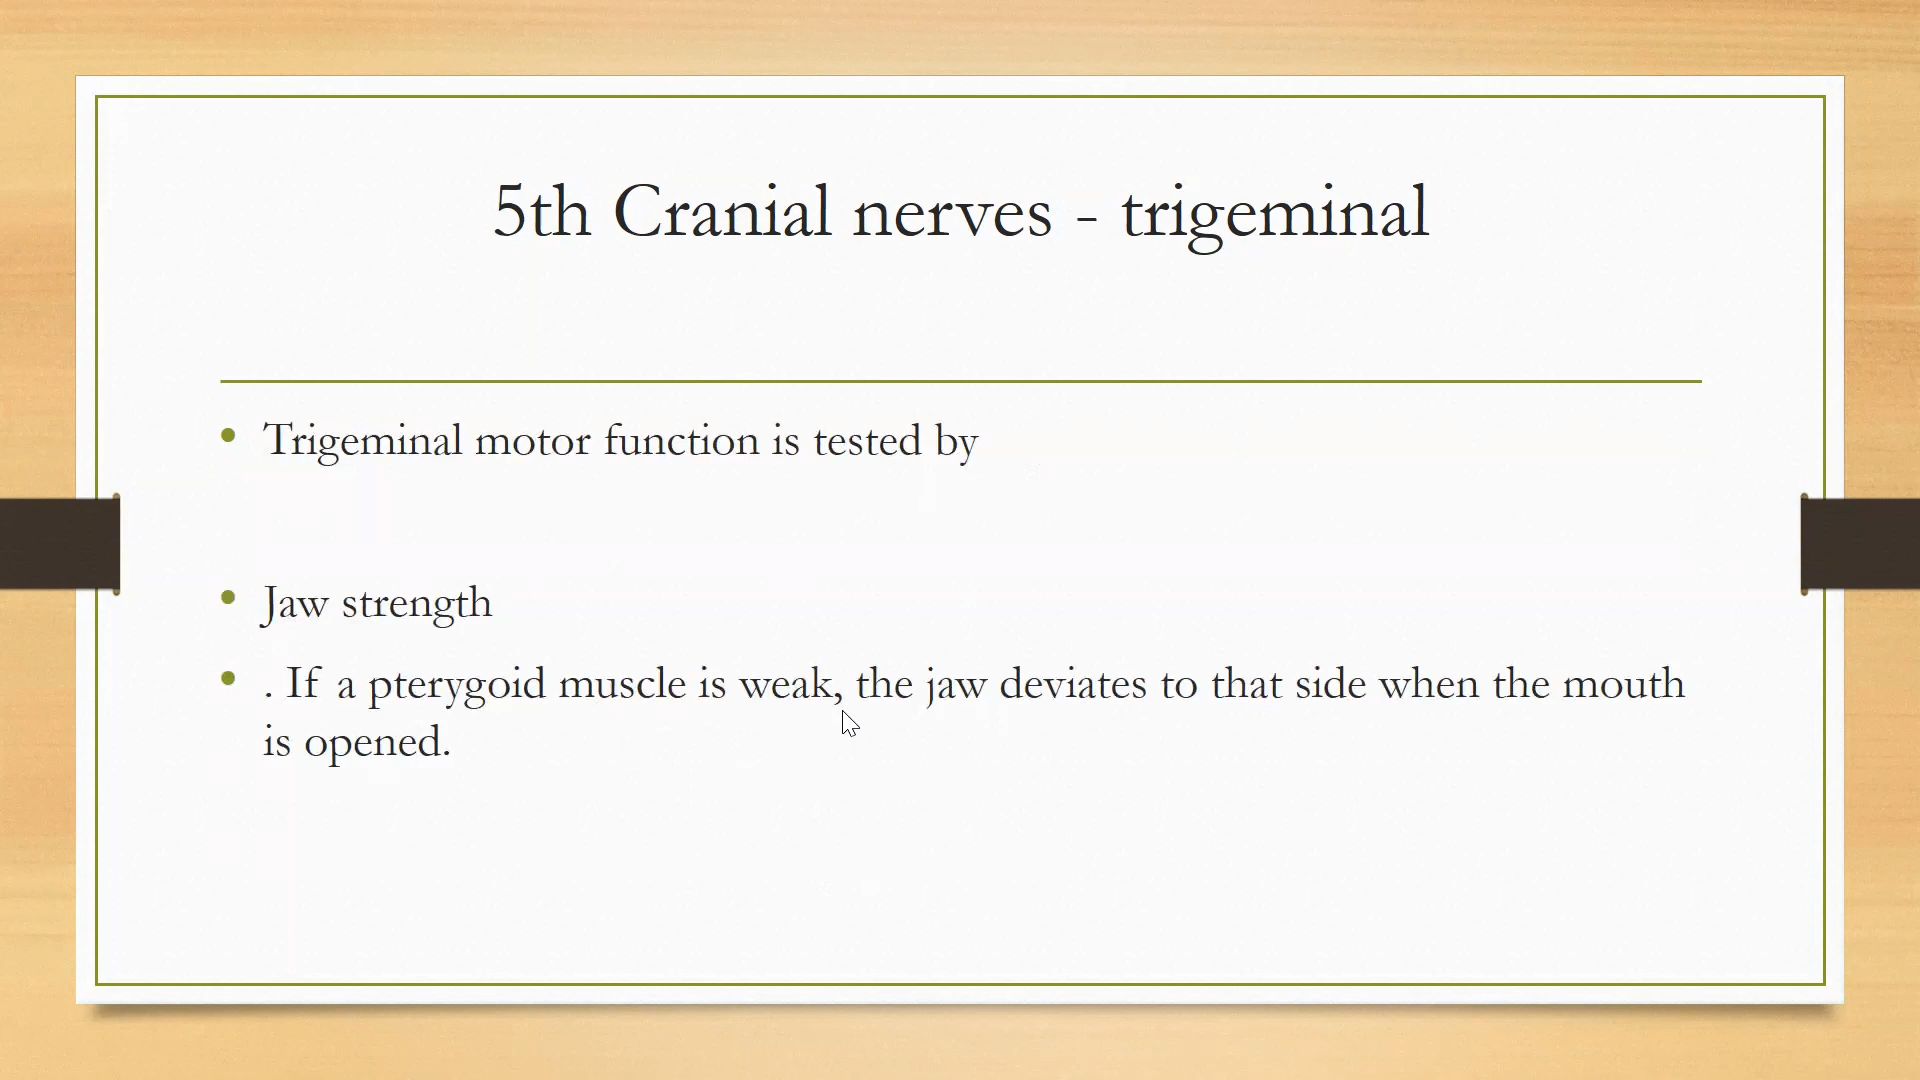 5th Cranial nerves - trigeminal
• Trigeminal motor function is tested by
• Jaw strength
• . If a pterygoid muscle is weak, the jaw deviates to that side when the mouth
is opened.